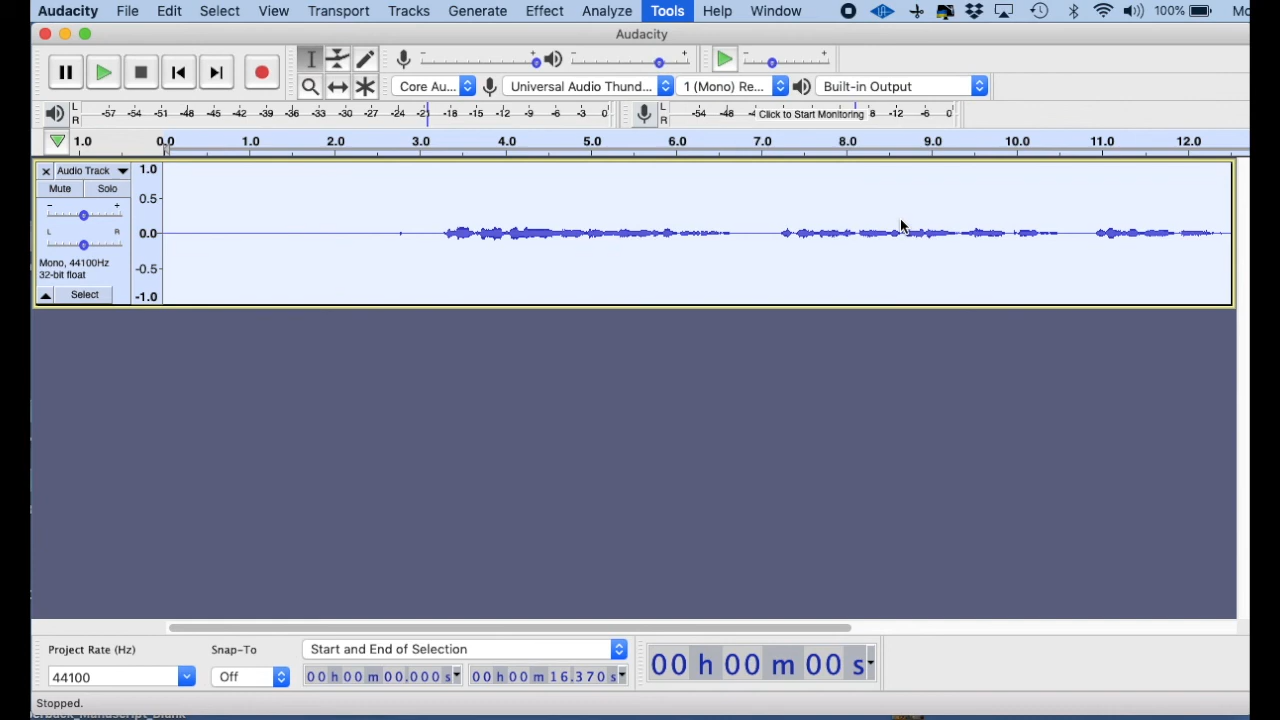 Audacity File Edit Select View Transport Tracks Generate Effect Analyze Tools Help Window 100% Mo
Audacity
Core Au... Universal Audio Thund... 1 (Mono) Re... Built-in Output
L R -57 -54 -51 -48 -45 -42 -39 -36 -33 -30 -27 -24 -21 -18 -15 -12 -9 -6 -3 0 L R -54 -48 -4 Click to Start Monitoring 8 -12 -6 0
1.0 0.0 1.0 2.0 3.0 4.0 5.0 6.0 7.0 8.0 9.0 10.0 11.0 12.0
× Audio Track 1.0
Mute Solo
- + 0.5
L R 0.0
Mono, 44100Hz
32-bit float -0.5
Select -1.0
Project Rate (Hz) Snap-To Start and End of Selection
44100 Off 00 h 00 m 00.000 s 00 h 00 m 16.370 s 00 h 00 m 00 s
Stopped.